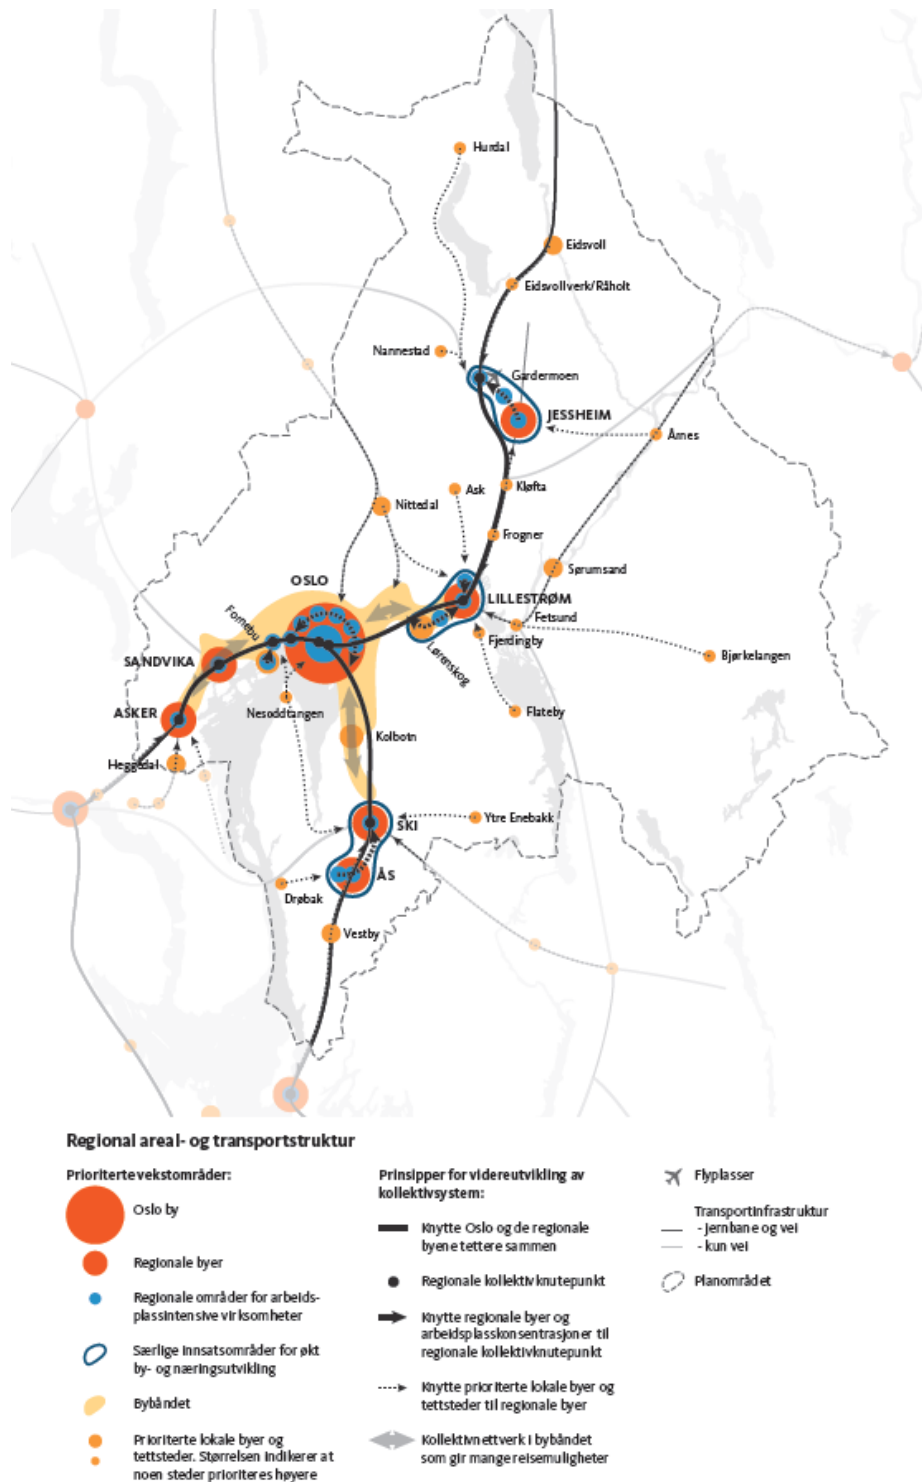 Hurdal
Eidsvoll
Eidsvollverk/Råholt
Nannestad
Gardermoen
JESSHEIM
Årnes
Ask
Kløfta
Nittedal
Frogner
Sørumsand
OSLO
LILLESTRØM
Fetsund
Fornebu
Fjerdingby
SANDVIKA
Lørenskog
Bjørkelangen
ASKER
Nesoddtangen
Flateby
Kolbotn
Heggedal
SKI
Ytre Enebakk
ÅS
Drøbak
Vestby
Regional areal- og transportstruktur
Prioriterte vekstområder:
Oslo by
Regionale byer
Regionale områder for arbeids-
plassintensive virksomheter
Særlige innsatsområder for økt
by- og næringsutvikling
Bybåndet
Prioriterte lokale byer og
tettsteder. Størrelsen indikerer at
noen steder prioriteres høyere
Prinsipper for videreutvikling av
kollektivsystem:
Knytte Oslo og de regionale
byene tettere sammen
Regionale kollektivknutepunkt
Knytte regionale byer og
arbeidsplasskonsentrasjoner til
regionale kollektivknutepunkt
Knytte prioriterte lokale byer og
tettsteder til regionale byer
Kollektivnettverk i bybåndet
som gir mange reisemuligheter
Flyplasser
Transportinfrastruktur
- jernbane og vei
- kun vei
Planområdet